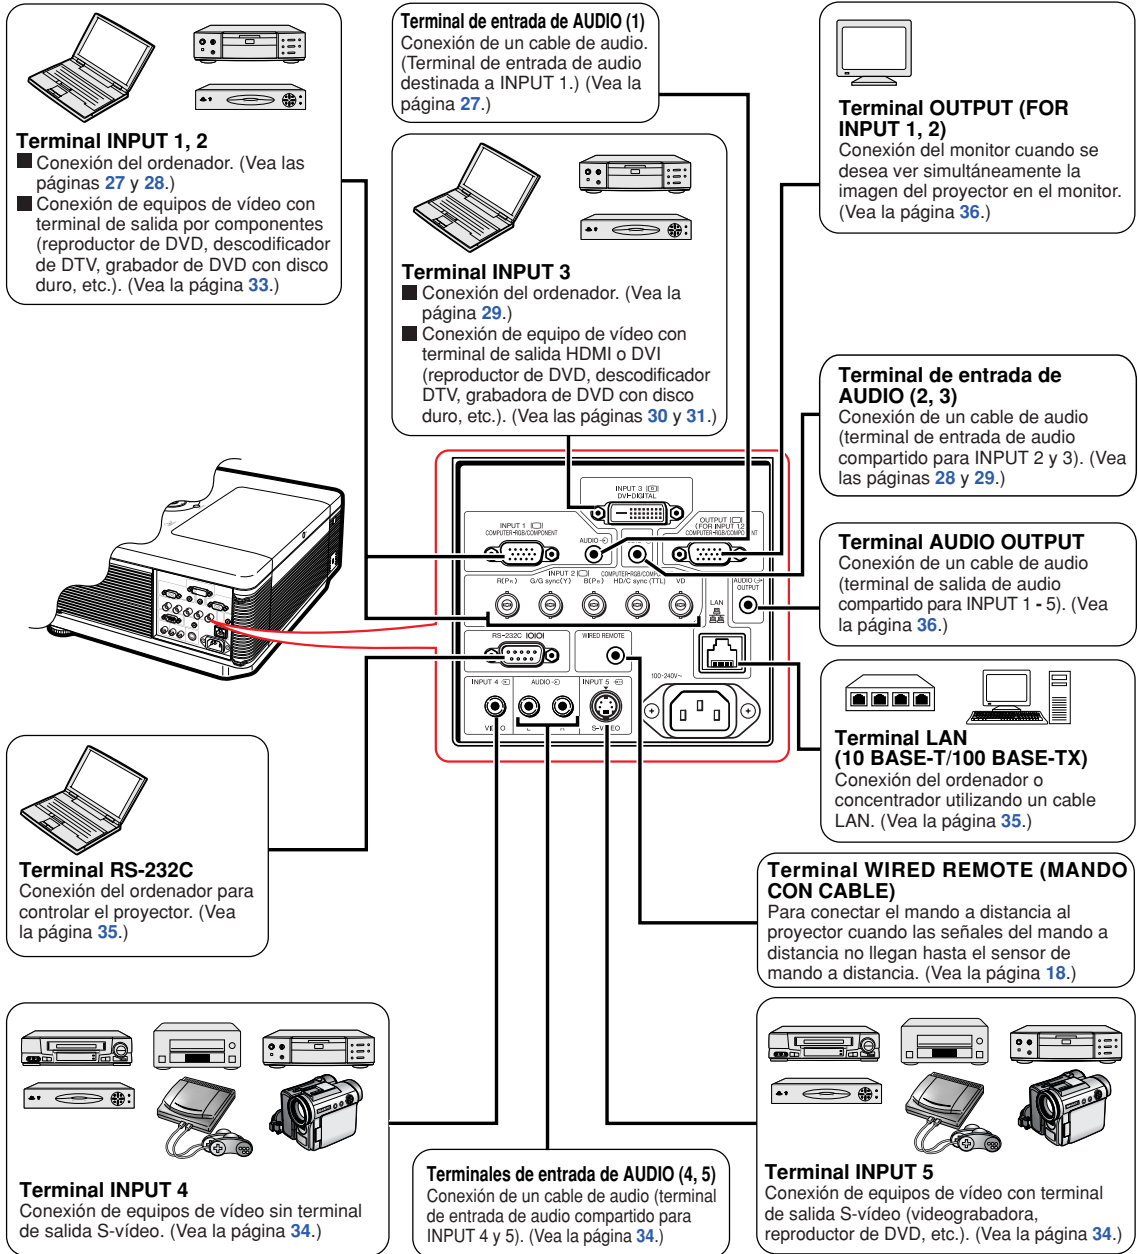 Terminal INPUT 1, 2
■ Conexión del ordenador. (Vea las
páginas 27 y 28.)
■ Conexión de equipos de vídeo con
terminal de salida por componentes
(reproductor de DVD, descodificador
de DTV, grabador de DVD con disco
duro, etc.). (Vea la página 33.)
Terminal de entrada de AUDIO (1)
Conexión de un cable de audio.
(Terminal de entrada de audio
destinada a INPUT 1.) (Vea la
página 27.)
Terminal INPUT 3
■ Conexión del ordenador. (Vea la
página 29.)
■ Conexión de equipo de vídeo con
terminal de salida HDMI o DVI
(reproductor de DVD, descodificador
DTV, grabadora de DVD con disco
duro, etc.). (Vea las páginas 30 y 31.)
Terminal OUTPUT (FOR
INPUT 1, 2)
Conexión del monitor cuando se
desea ver simultáneamente la
imagen del proyector en el monitor.
(Vea la página 36.)
Terminal de entrada de
AUDIO (2, 3)
Conexión de un cable de audio
(terminal de entrada de audio
compartido para INPUT 2 y 3). (Vea
las páginas 28 y 29.)
Terminal AUDIO OUTPUT
Conexión de un cable de audio
(terminal de salida de audio
compartido para INPUT 1 - 5). (Vea
la página 36.)
INPUT 3
DVI-DIGITAL
INPUT 1
COMPUTER-RGB/COMPONENT
AUDIO
OUTPUT
(FOR INPUT 1,2)
COMPUTER-RGB/COMPONENT
INPUT 2
R(PR) G/G sync(Y) B(PB) HD/C sync (TTL) VD
LAN
AUDIO
OUTPUT
RS-232C IOIOI
WIRED REMOTE
100-240V~
INPUT 4
AUDIO
INPUT 5
VIDEO
L
R
S-VIDEO
Terminal LAN
(10 BASE-T/100 BASE-TX)
Conexión del ordenador o
concentrador utilizando un cable
LAN. (Vea la página 35.)
Terminal RS-232C
Conexión del ordenador para
controlar el proyector. (Vea
la página 35.)
Terminal WIRED REMOTE (MANDO
CON CABLE)
Para conectar el mando a distancia al
proyector cuando las señales del mando a
distancia no llegan hasta el sensor de
mando a distancia. (Vea la página 18.)
Terminal INPUT 4
Conexión de equipos de vídeo sin terminal
de salida S-vídeo. (Vea la página 34.)
Terminales de entrada de AUDIO (4, 5)
Conexión de un cable de audio (terminal
de entrada de audio compartido para
INPUT 4 y 5). (Vea la página 34.)
Terminal INPUT 5
Conexión de equipos de vídeo con terminal
de salida S-vídeo (videograbadora,
reproductor de DVD, etc.). (Vea la página 34.)